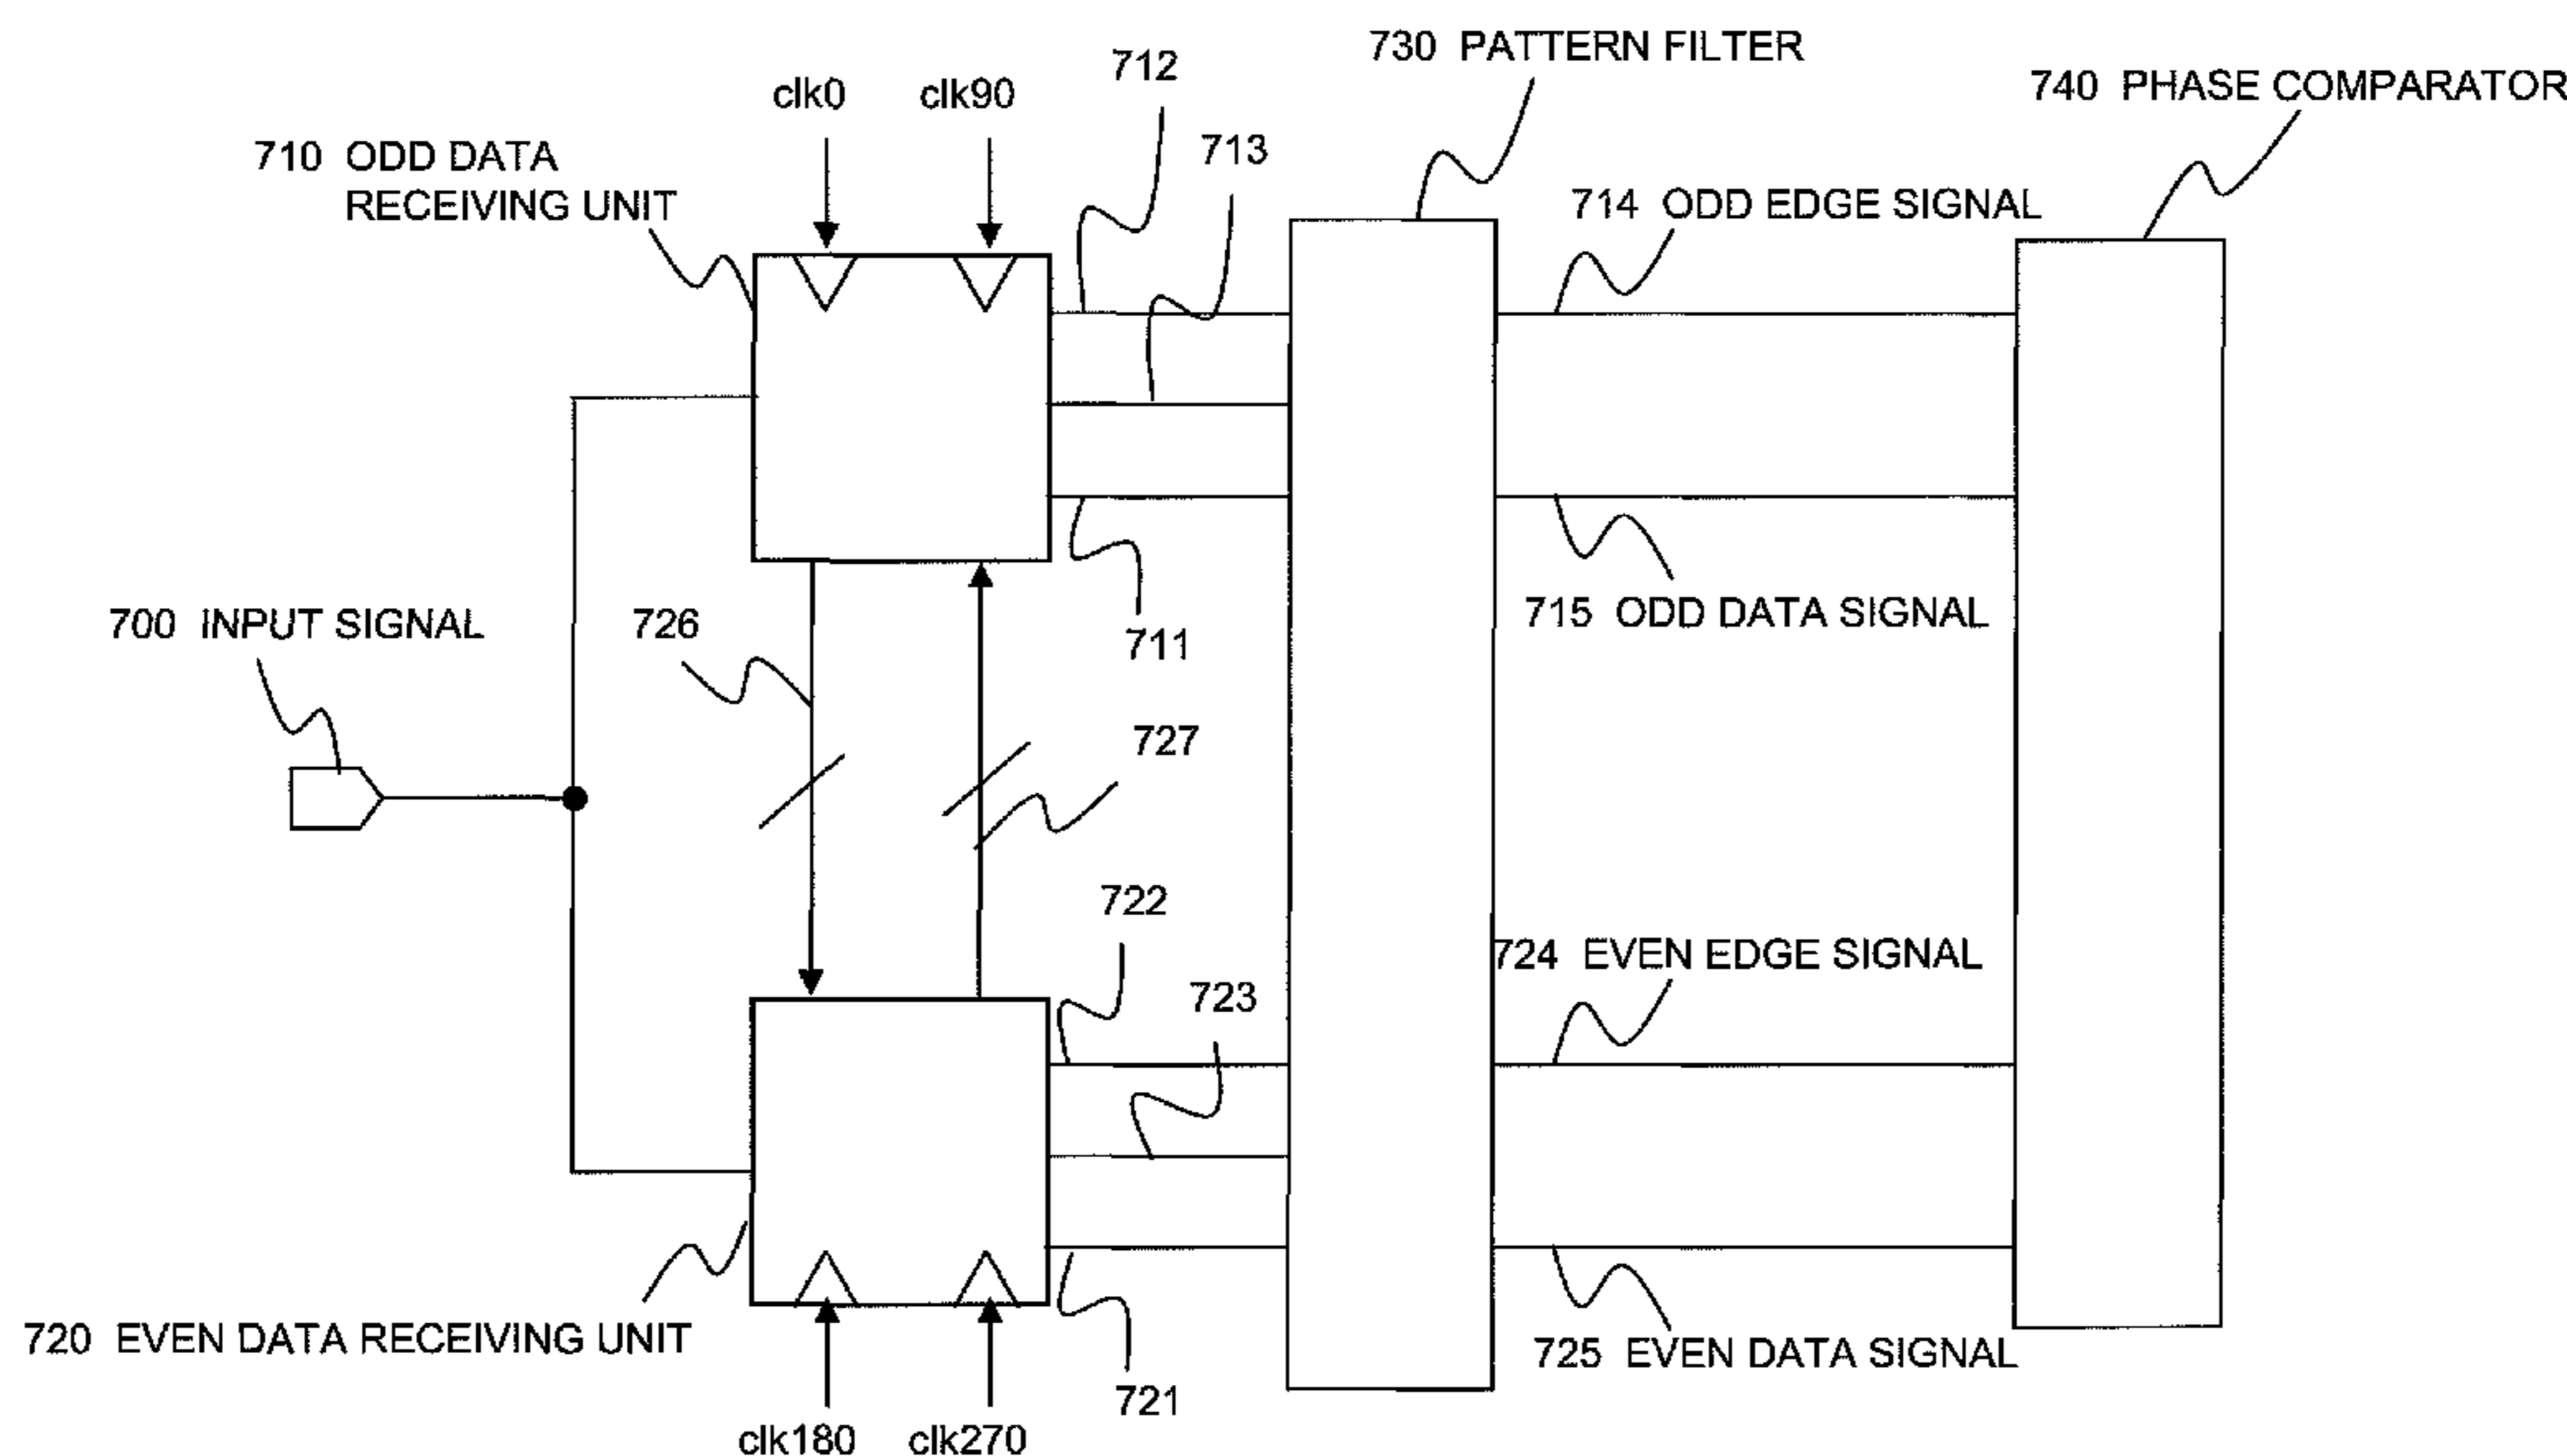 730 PATTERN FILTER
712
clk0 clk90
740 PHASE COMPARATOR
713
710 ODD DATA
RECEIVING UNIT
714 ODD EDGE SIGNAL
700 INPUT SIGNAL
726
711
715 ODD DATA SIGNAL
727
722
724 EVEN EDGE SIGNAL
723
720 EVEN DATA RECEIVING UNIT
725 EVEN DATA SIGNAL
721
clk180 clk270